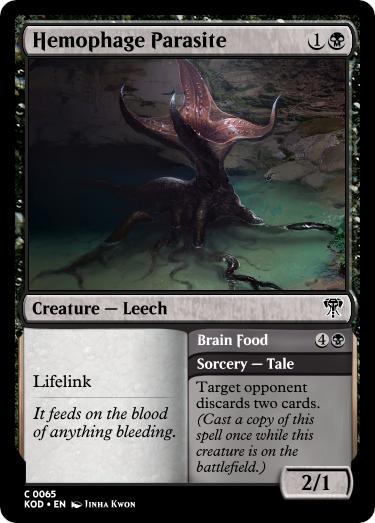 Hemophage Parasite 1
Creature — Leech
Lifelink
It feeds on the blood
of anything bleeding.
Brain Food 4
Sorcery — Tale
Target opponent
discards two cards.
(Cast a copy of this
spell once while this
creature is on the
battlefield.)
2/1
C 0065
KOD • EN Jinha Kwon